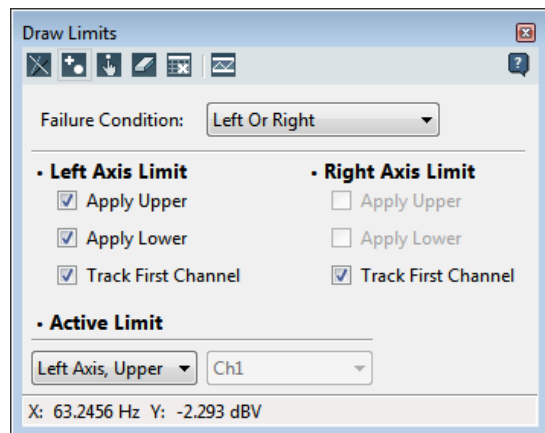 Draw Limits
?
Failure Condition: Left Or Right
• Left Axis Limit • Right Axis Limit
Apply Upper Apply Upper
Apply Lower Apply Lower
Track First Channel Track First Channel
• Active Limit
Left Axis, Upper Ch1
X: 63.2456 Hz Y: -2.293 dBV